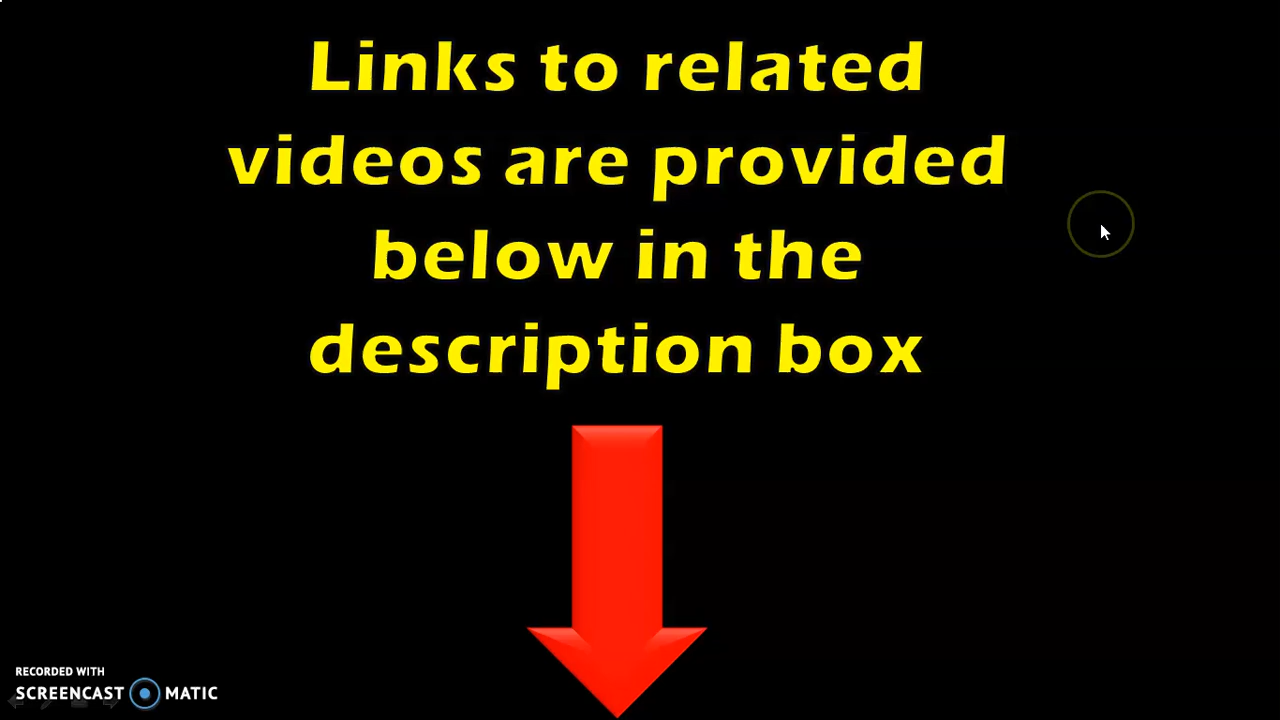 Links to related
videos are provided
below in the
description box
RECORDED WITH
SCREENCAST MATIC